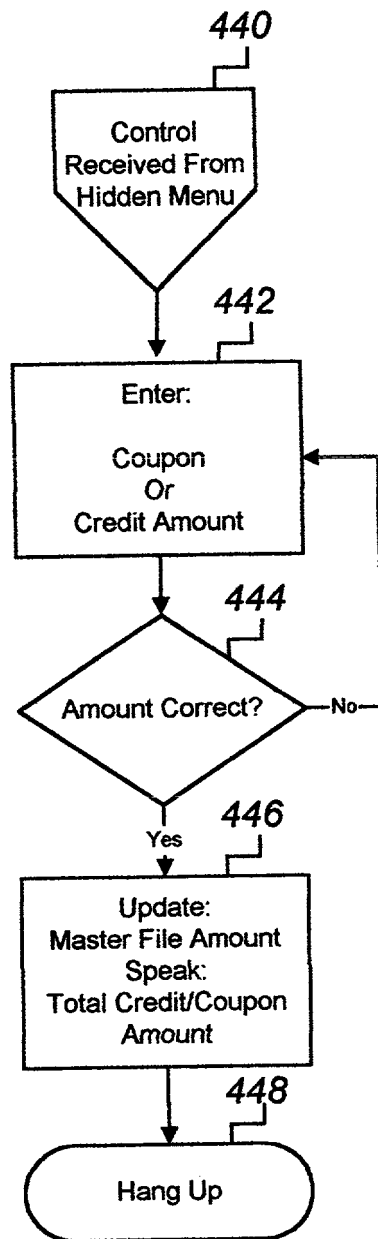 440
Control
Received From
Hidden Menu
442
Enter:
Coupon
Or
Credit Amount
444
Amount Correct?
No
Yes
446
Update:
Master File Amount
Speak:
Total Credit/Coupon
Amount
448
Hang Up